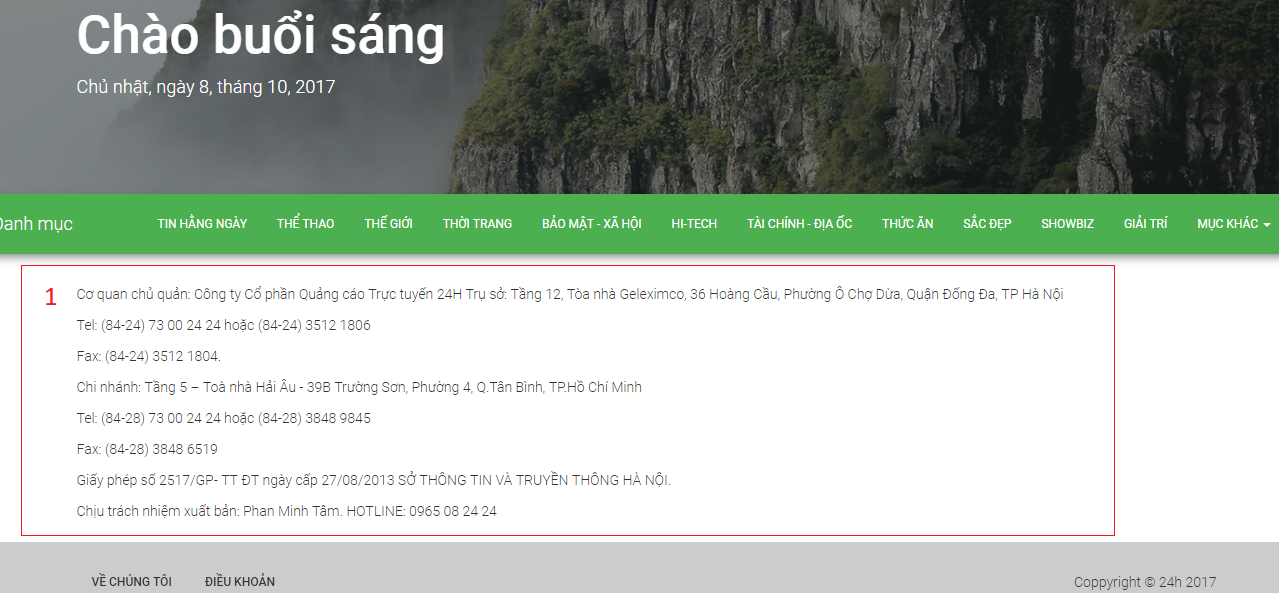 Chào buổi sáng
Chủ nhật, ngày 8, tháng 10, 2017
Danh mục TIN HẰNG NGÀY THỂ THAO THẾ GIỚI THỜI TRANG BẢO MẬT - XÃ HỘI HI-TECH TÀI CHÍNH - ĐỊA ỐC THỨC ĂN SẮC ĐẸP SHOWBIZ GIẢI TRÍ MỤC KHÁC
1 Cơ quan chủ quản: Công ty Cổ phần Quảng cáo Trực tuyến 24H Trụ sở: Tầng 12, Tòa nhà Geleximco, 36 Hoàng Cầu, Phường Ô Chợ Dừa, Quận Đống Đa, TP Hà Nội
Tel: (84-24) 73 00 24 24 hoặc (84-24) 3512 1806
Fax: (84-24) 3512 1804.
Chi nhánh: Tầng 5 – Toà nhà Hải Âu - 39B Trường Sơn, Phường 4, Q.Tân Bình, TP.Hồ Chí Minh
Tel: (84-28) 73 00 24 24 hoặc (84-28) 3848 9845
Fax: (84-28) 3848 6519
Giấy phép số 2517/GP- TT ĐT ngày cấp 27/08/2013 SỞ THÔNG TIN VÀ TRUYỀN THÔNG HÀ NỘI.
Chịu trách nhiệm xuất bản: Phan Minh Tâm. HOTLINE: 0965 08 24 24
VỀ CHÚNG TÔI ĐIỀU KHOẢN Coppyright © 24h 2017